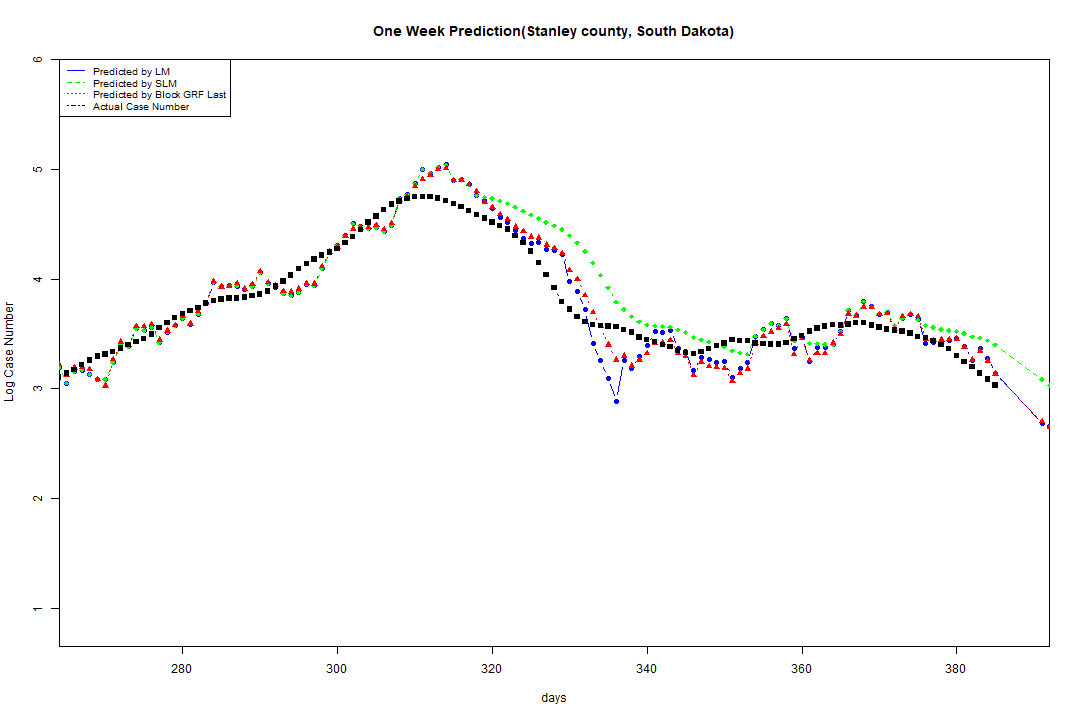 One Week Prediction(Stanley county, South Dakota)
Predicted by LM
Predicted by SLM
Predicted by Block GRF Last
Actual Case Number
Log Case Number
6
5
4
3
2
1
280 300 320 340 360 380
days